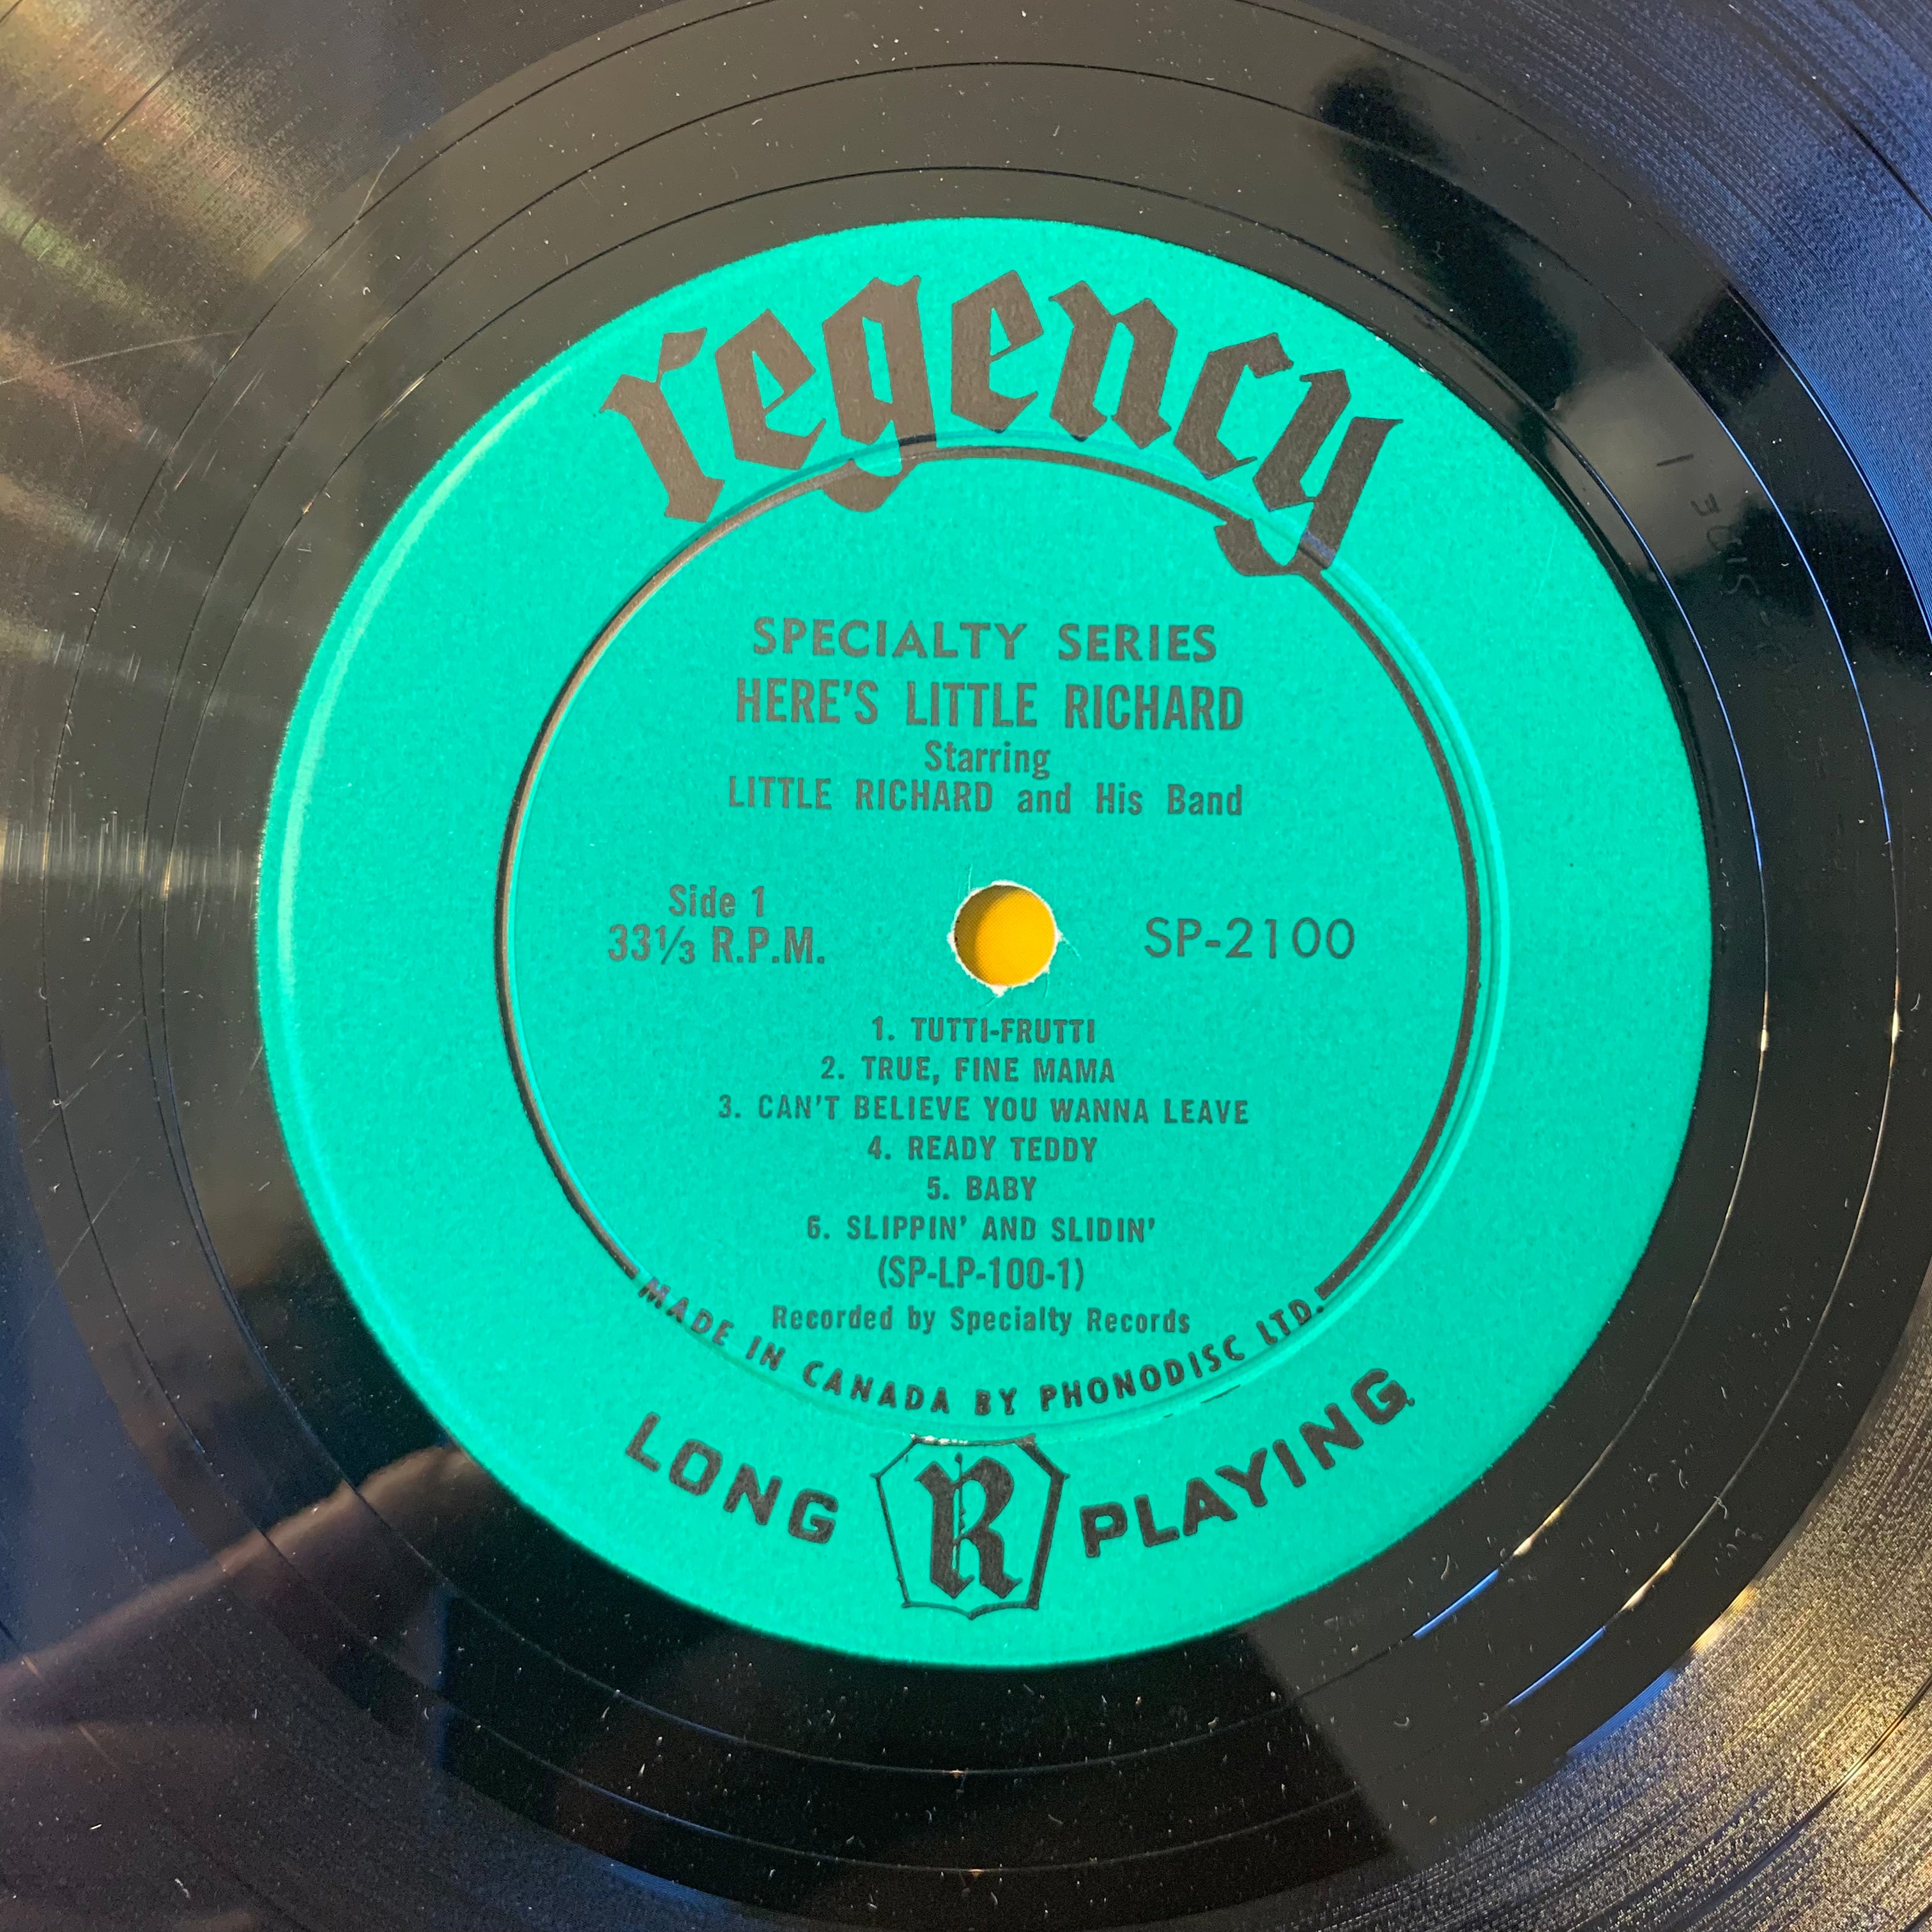 regency
SPECIALTY SERIES
HERE'S LITTLE RICHARD
Starring
LITTLE RICHARD and His Band
Side 1
33⅓ R.P.M.
SP-2100
1. TUTTI-FRUTTI
2. TRUE, FINE MAMA
3. CAN'T BELIEVE YOU WANNA LEAVE
4. READY TEDDY
5. BABY
6. SLIPPIN' AND SLIDIN'
(SP-LP-100-1)
Recorded by Specialty Records
MADE IN CANADA BY PHONODISC LTD.
LONG R PLAYING